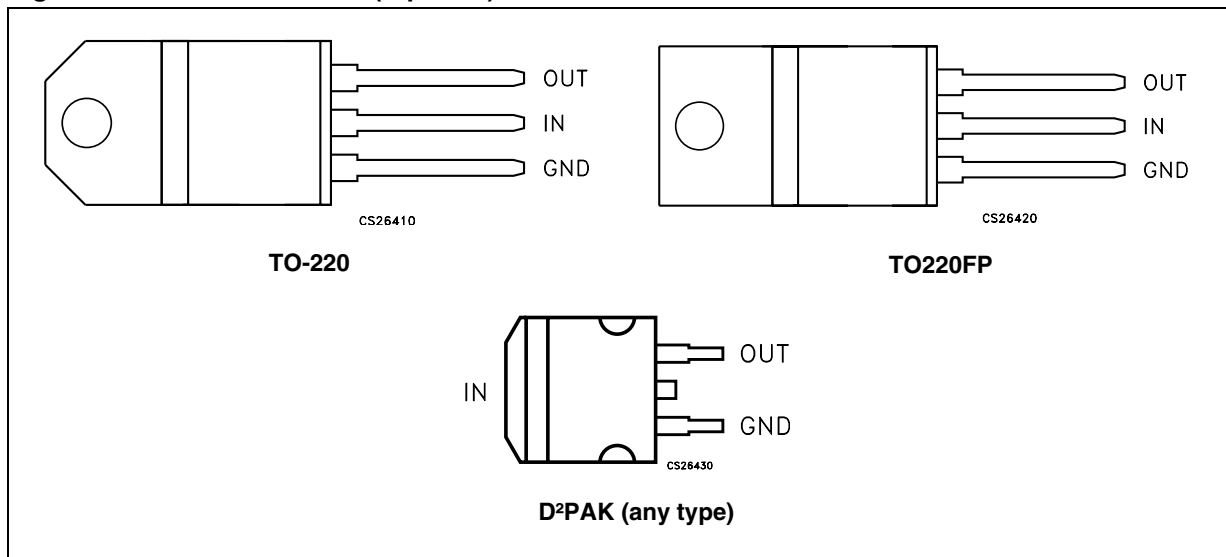 OUT
IN
GND
CS26410
TO-220
OUT
IN
GND
CS26420
TO220FP
IN
OUT
GND
CS26430
D²PAK (any type)